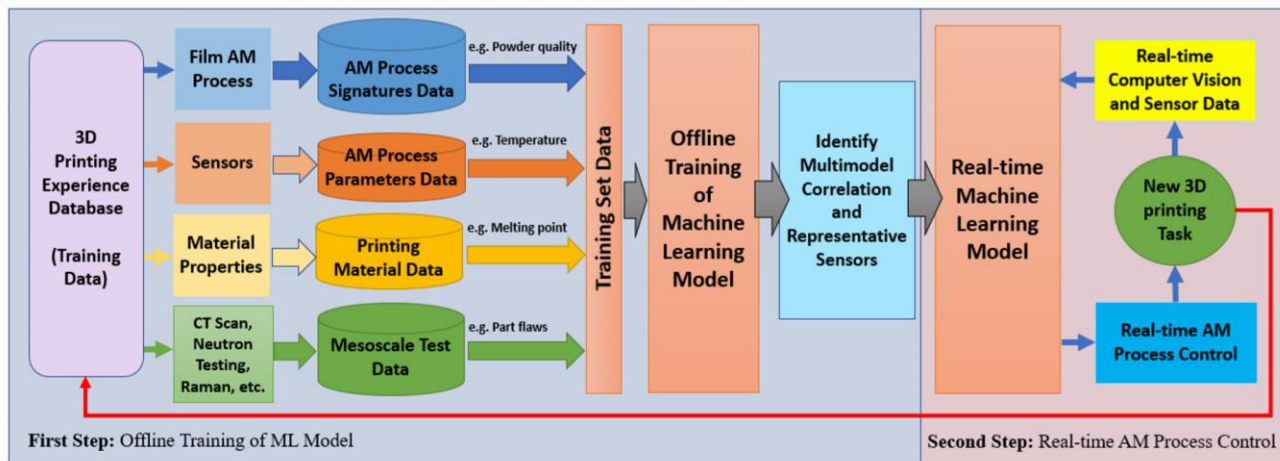 3D
Printing
Experience
Database
(Training
Data)
Film AM
Process
AM Process
Signatures Data
e.g. Powder quality
Sensors
AM Process
Parameters Data
e.g. Temperature
Material
Properties
Printing
Material Data
e.g. Melting point
CT Scan,
Neutron
Testing,
Raman, etc.
Mesoscale Test
Data
e.g. Part flaws
Training Set Data
Offline
Training
of
Machine
Learning
Model
Identify
Multimodel
Correlation
and
Representative
Sensors
Real-time
Machine
Learning
Model
Real-time
Computer Vision
and Sensor Data
New 3D
printing
Task
Real-time AM
Process Control
First Step: Offline Training of ML Model
Second Step: Real-time AM Process Control